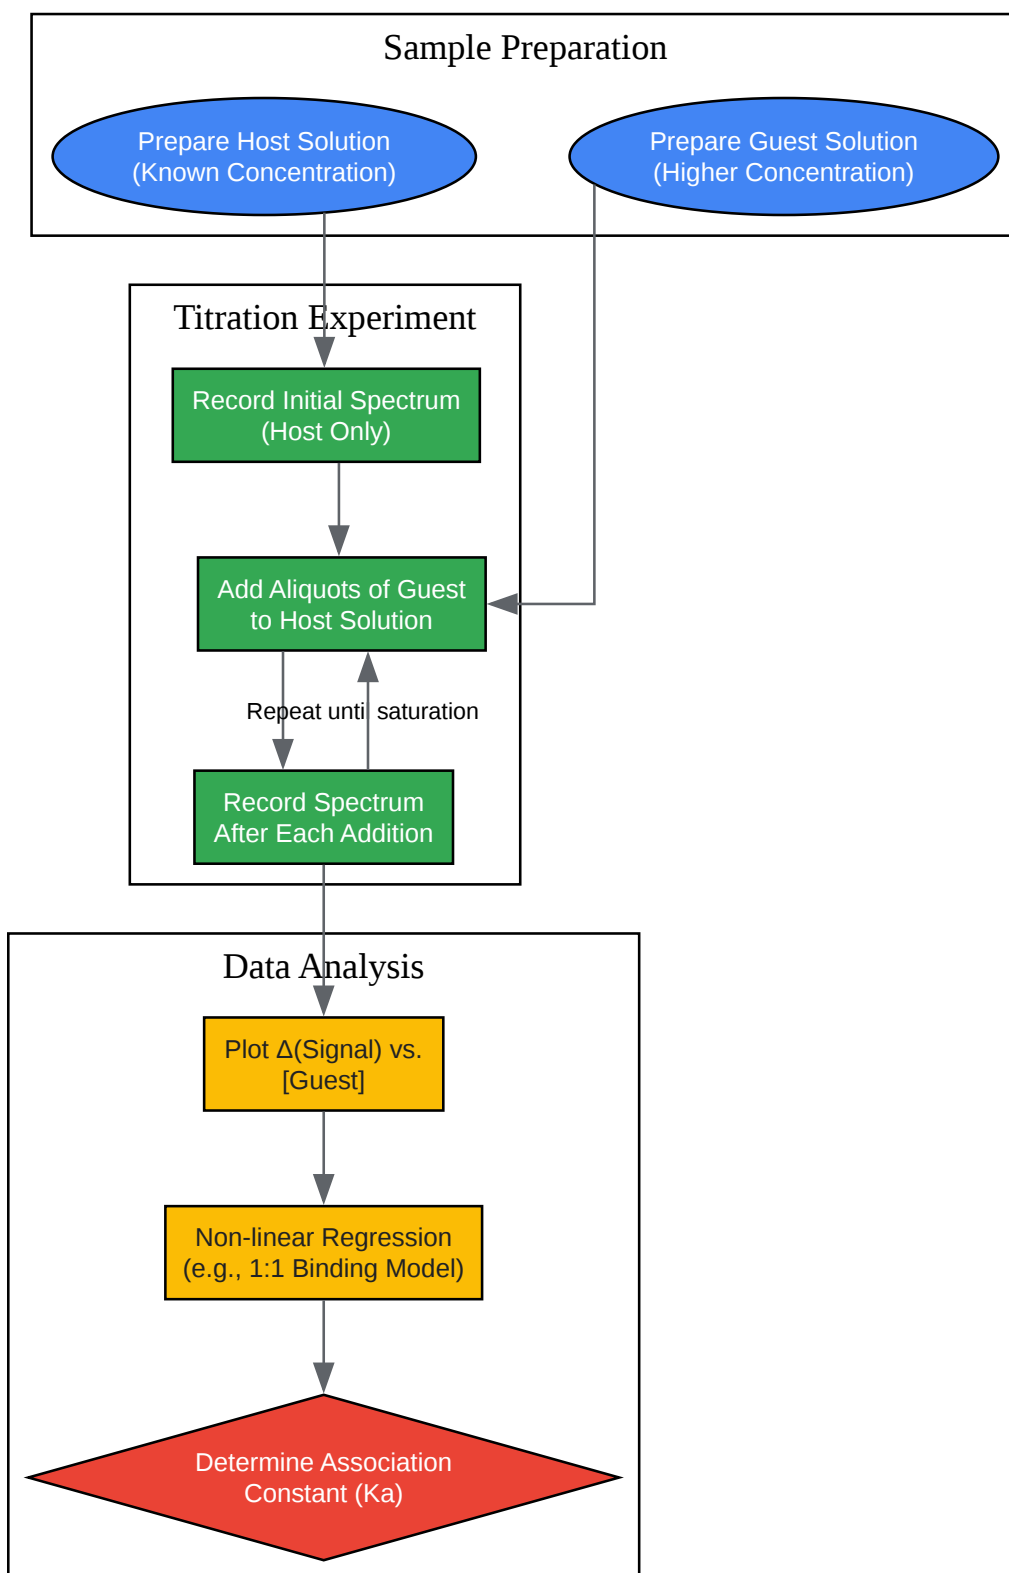 Sample Preparation
Prepare Host Solution
(Known Concentration)
Prepare Guest Solution
(Higher Concentration)
Titration Experiment
Record Initial Spectrum
(Host Only)
Add Aliquots of Guest
to Host Solution
Repeat until saturation
Record Spectrum
After Each Addition
Data Analysis
Plot Δ(Signal) vs.
[Guest]
Non-linear Regression
(e.g., 1:1 Binding Model)
Determine Association
Constant (Ka)